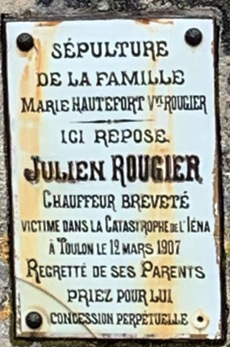 SÉPULTURE
DE LA FAMILLE
MARIE HAUTEFORT Vve ROUGIER
ICI REPOSE
JULIEN ROUGIER
CHAUFFEUR BREVETÉ
VICTIME DANS LA CATASTROPHE DE L'IÉNA
À TOULON LE 12 MARS 1907
REGRETTÉ DE SES PARENTS
PRIEZ POUR LUI
CONCESSION PERPÉTUELLE